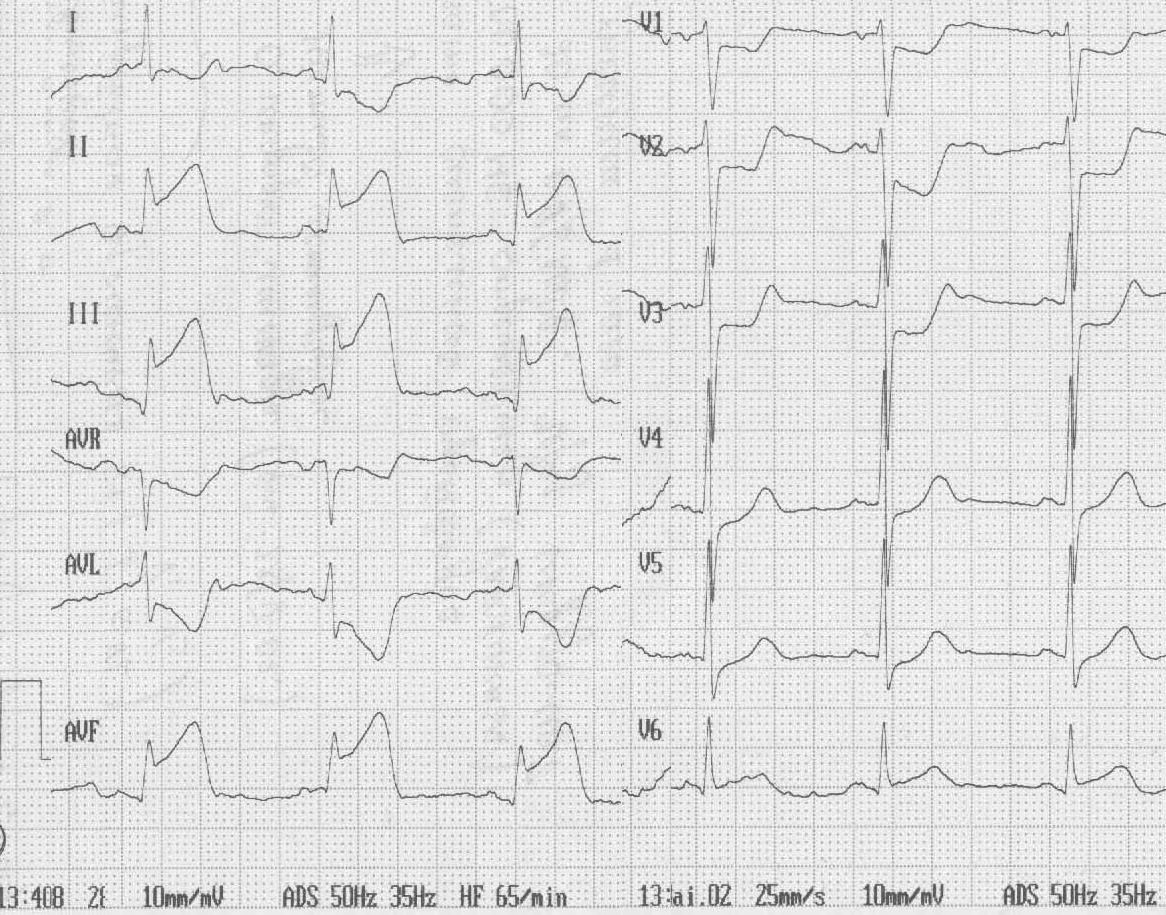 I
II
III
AVR
AVL
AVF
V1
V2
V3
V4
V5
V6
10mm/mV ADS 50Hz 35Hz HF 65/min
25mm/s 10mm/mV ADS 50Hz 35Hz